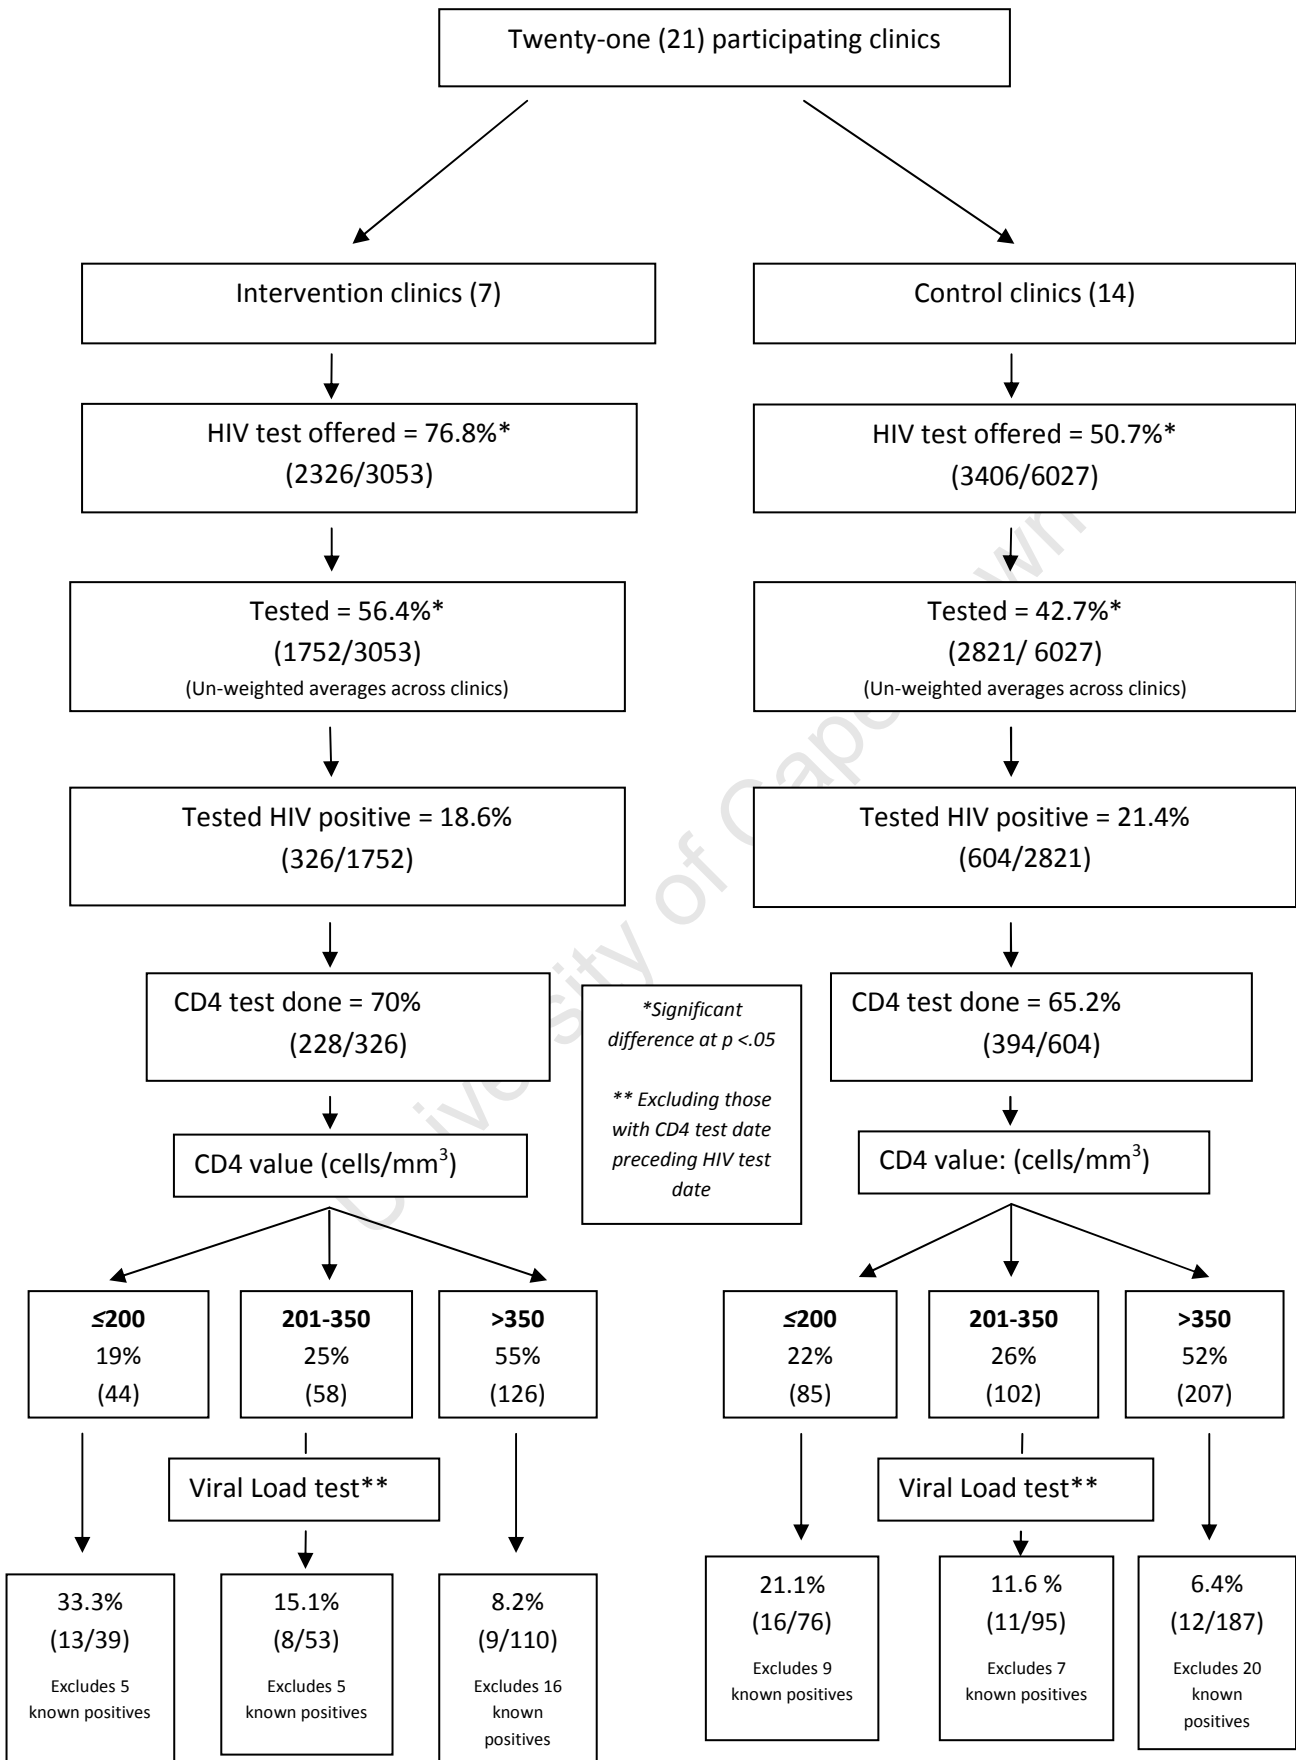 Twenty-one (21) participating clinics
Intervention clinics (7)
Control clinics (14)
HIV test offered = 76.8%*
(2326/3053)
HIV test offered = 50.7%*
(3406/6027)
Tested = 56.4%*
(1752/3053)
(Un-weighted averages across clinics)
Tested = 42.7%*
(2821/ 6027)
(Un-weighted averages across clinics)
Tested HIV positive = 18.6%
(326/1752)
Tested HIV positive = 21.4%
(604/2821)
CD4 test done = 70%
(228/326)
*Significant
difference at p <.05
** Excluding those
with CD4 test date
preceding HIV test
date
CD4 test done = 65.2%
(394/604)
CD4 value (cells/mm³)
CD4 value: (cells/mm³)
≤200
19%
(44)
201-350
25%
(58)
>350
55%
(126)
≤200
22%
(85)
201-350
26%
(102)
>350
52%
(207)
Viral Load test**
Viral Load test**
33.3%
(13/39)
Excludes 5
known positives
15.1%
(8/53)
Excludes 5
known positives
8.2%
(9/110)
Excludes 16
known
positives
21.1%
(16/76)
Excludes 9
known positives
11.6 %
(11/95)
Excludes 7
known positives
6.4%
(12/187)
Excludes 20
known
positives
University of Cape Town